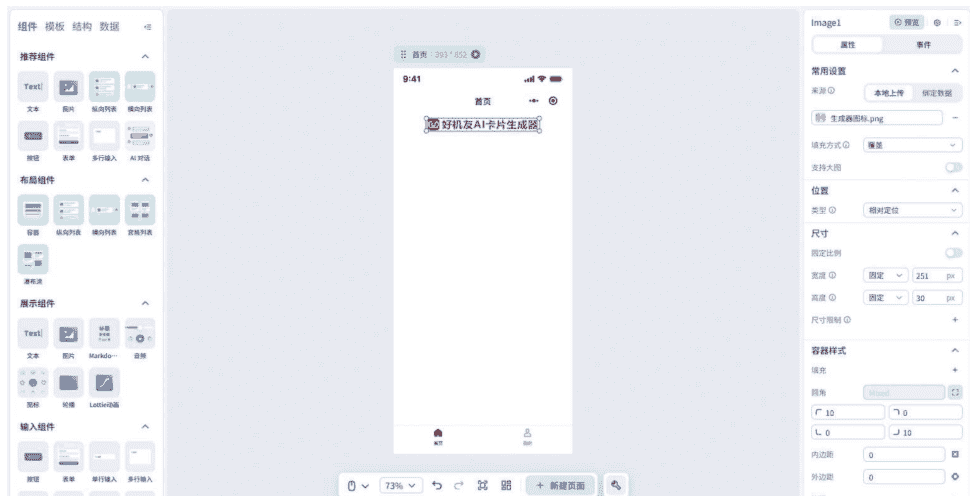 组件 模板 结构 数据
推荐组件
Text
文本 图片 纵向列表 横向列表
按钮 表单 多行输入 AI 对话
布局组件
容器 纵向列表 横向列表 宫格列表
瀑布流
展示组件
Text
文本 图片 Markdo··· 音频
图标 轮播 Lottie动画
输入组件
按钮 表单 单行输入 多行输入
首页 393*852
9:41
首页
好机友AI卡片生成器
首页
73%
+ 新建页面
Image1
预览
属性 事件
常用设置
来源 本地上传 绑定数据
生成器图标.png
填充方式 覆盖
支持大图
位置
类型 相对定位
尺寸
固定比例
宽度 固定 251 px
高度 固定 30 px
尺寸限制
容器样式
填充
圆角 Mixed
10 0
0 10
内边距 0
外边距 0